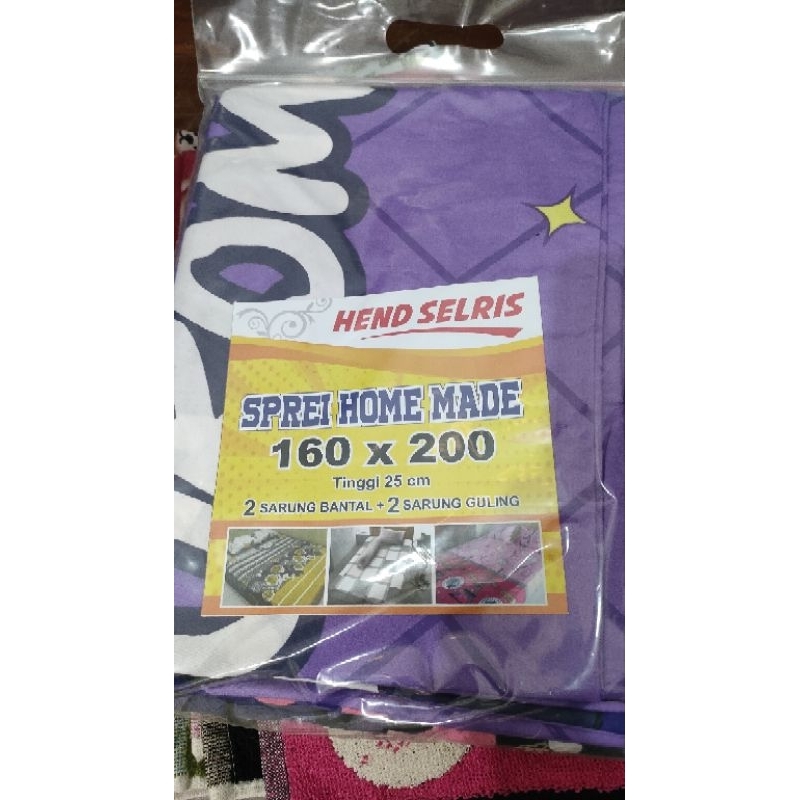 HEND SELRIS
SPREI HOME MADE
160 x 200
Tinggi 25 cm
2 SARUNG BANTAL + 2 SARUNG GULING